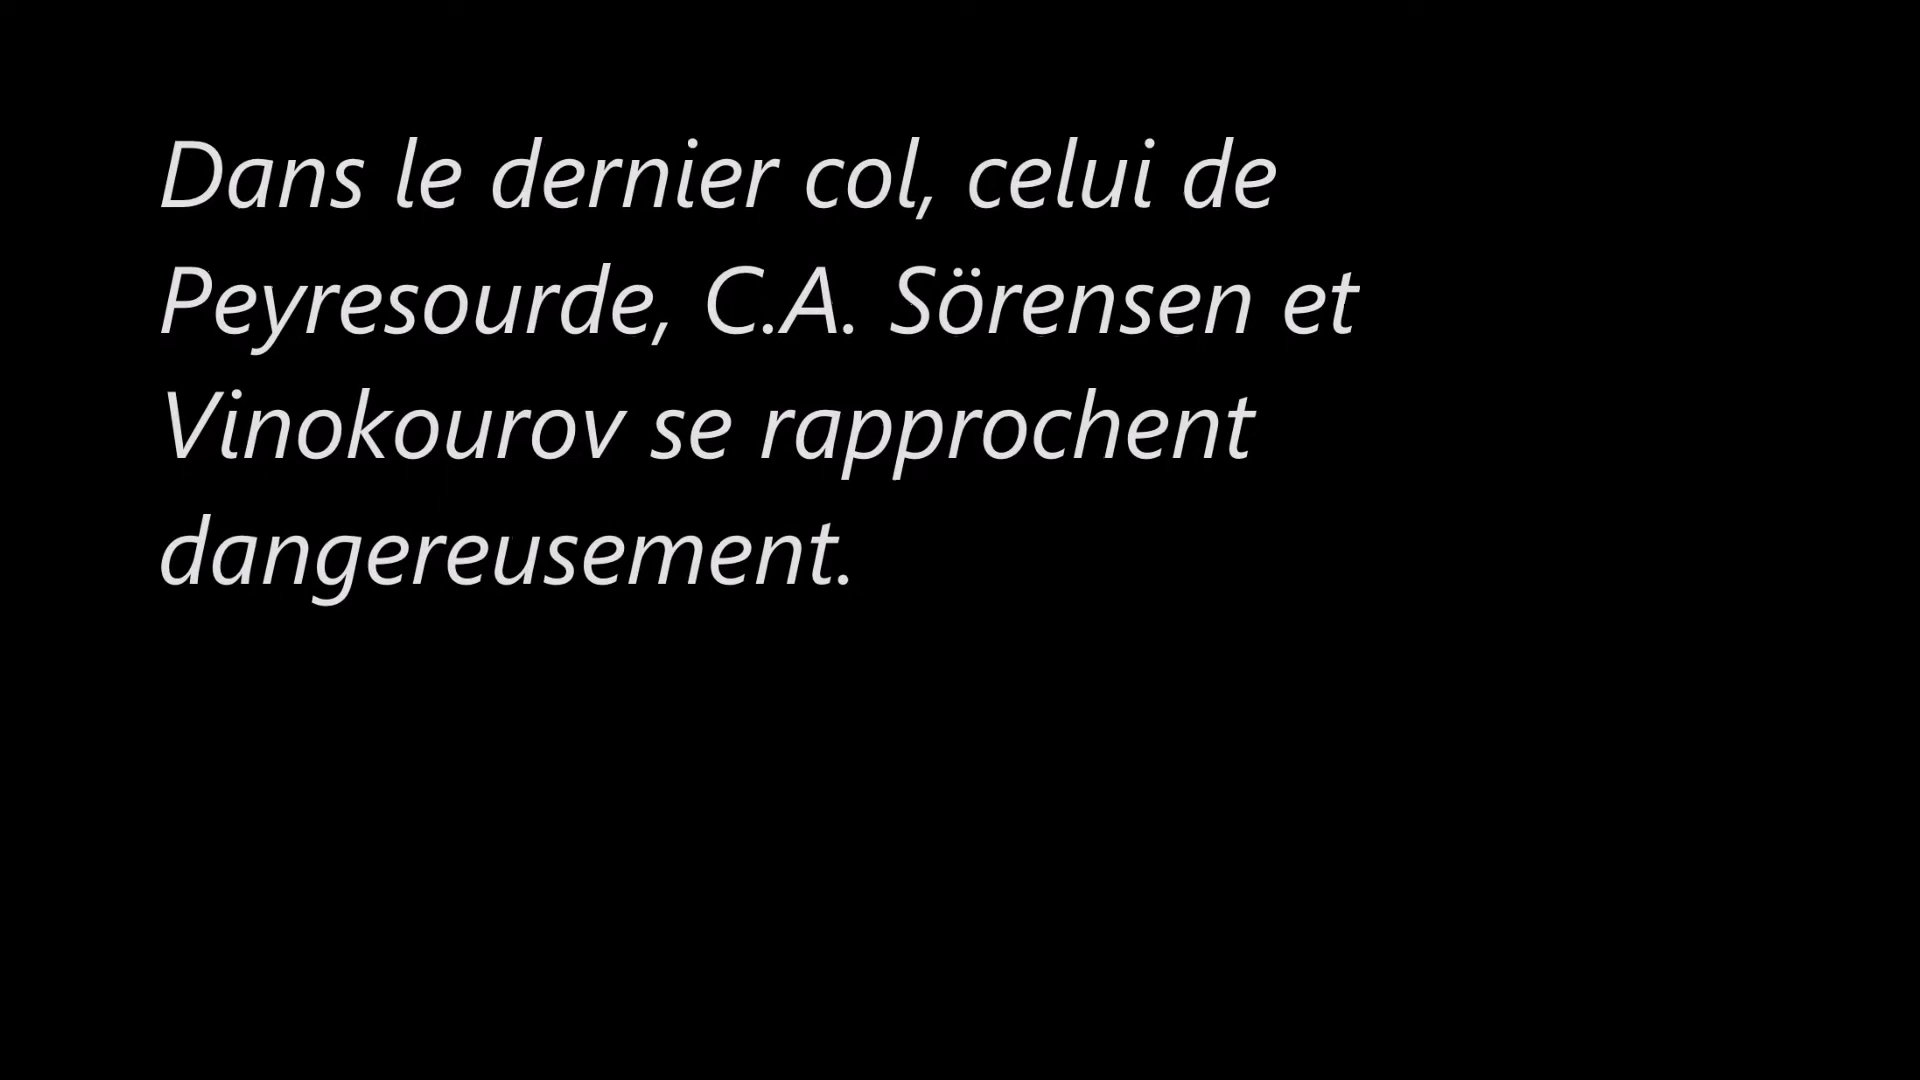 Dans le dernier col, celui de
Peyresourde, C.A. Sörensen et
Vinokourov se rapprochent
dangereusement.